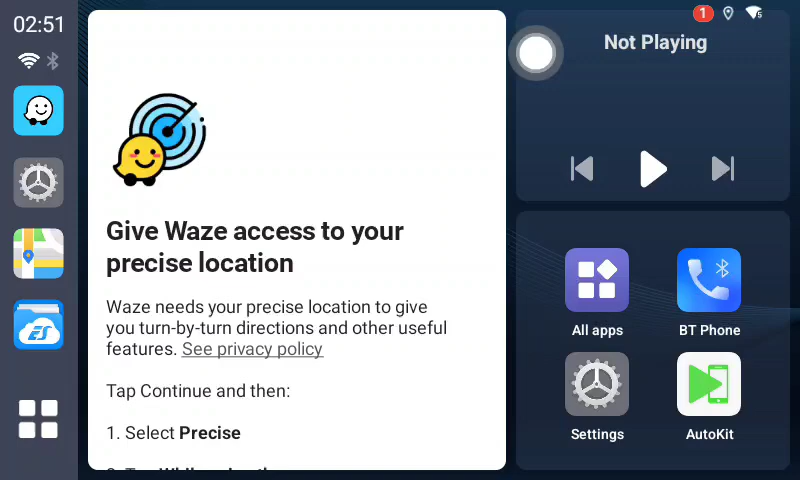 02:51
1
5
Not Playing
Give Waze access to your
precise location
Waze needs your precise location to give
you turn-by-turn directions and other useful
features. See privacy policy
Tap Continue and then:
1. Select Precise
ES
All apps
BT Phone
Settings
AutoKit